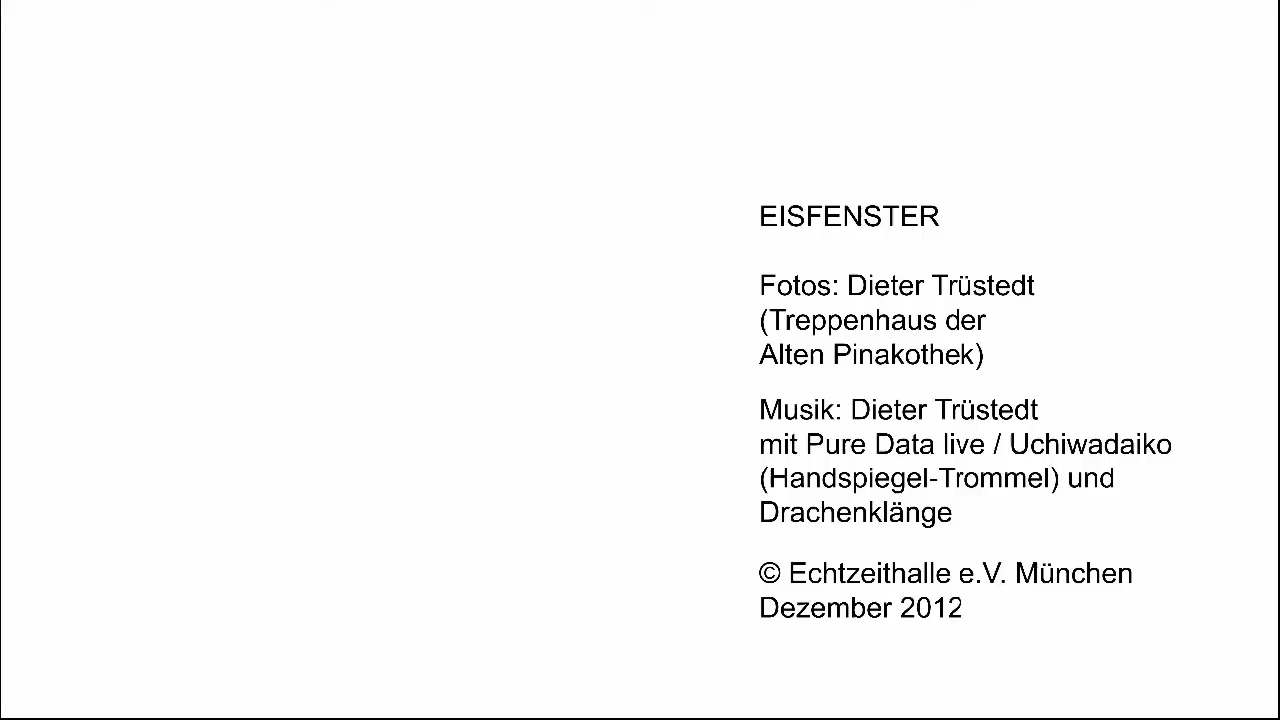 EISFENSTER
Fotos: Dieter Trüstedt
(Treppenhaus der
Alten Pinakothek)
Musik: Dieter Trüstedt
mit Pure Data live / Uchiwadaiko
(Handspiegel-Trommel) und
Drachenklänge
© Echtzeithalle e.V. München
Dezember 2012